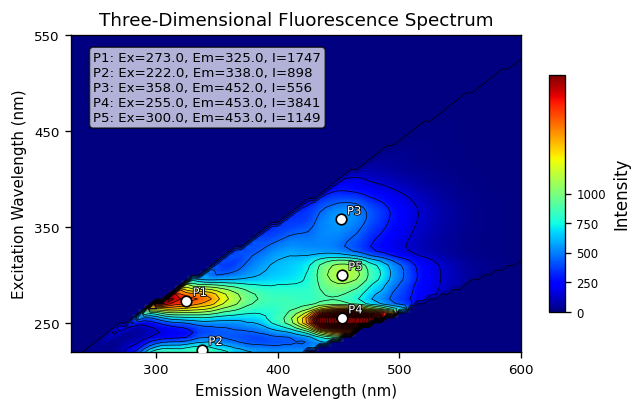 Three-Dimensional Fluorescence Spectrum
550
450
350
250
Excitation Wavelength (nm)
P1: Ex=273.0, Em=325.0, I=1747
P2: Ex=222.0, Em=338.0, I=898
P3: Ex=358.0, Em=452.0, I=556
P4: Ex=255.0, Em=453.0, I=3841
P5: Ex=300.0, Em=453.0, I=1149
P3
P5
P1
P4
P2
300
400
500
600
Emission Wavelength (nm)
1000
750
500
250
0
Intensity